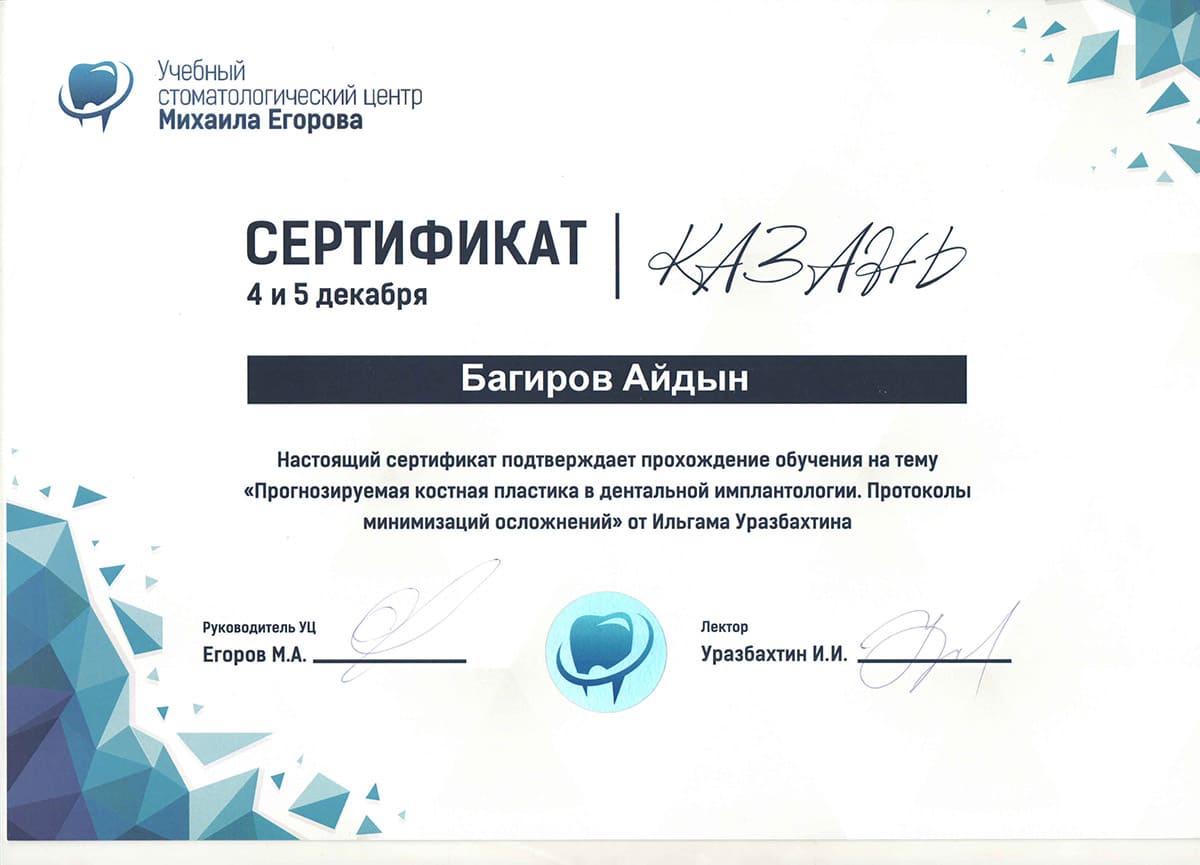 Учебный
стоматологический центр
Михаила Егорова
СЕРТИФИКАТ
4 и 5 декабря
КАЗАНЬ
Багиров Айдын
Настоящий сертификат подтверждает прохождение обучения на тему
«Прогнозируемая костная пластика в дентальной имплантологии. Протоколы
минимизаций осложнений» от Ильгама Уразбахтина
Руководитель УЦ
Егоров М.А.
Лектор
Уразбахтин И.И.